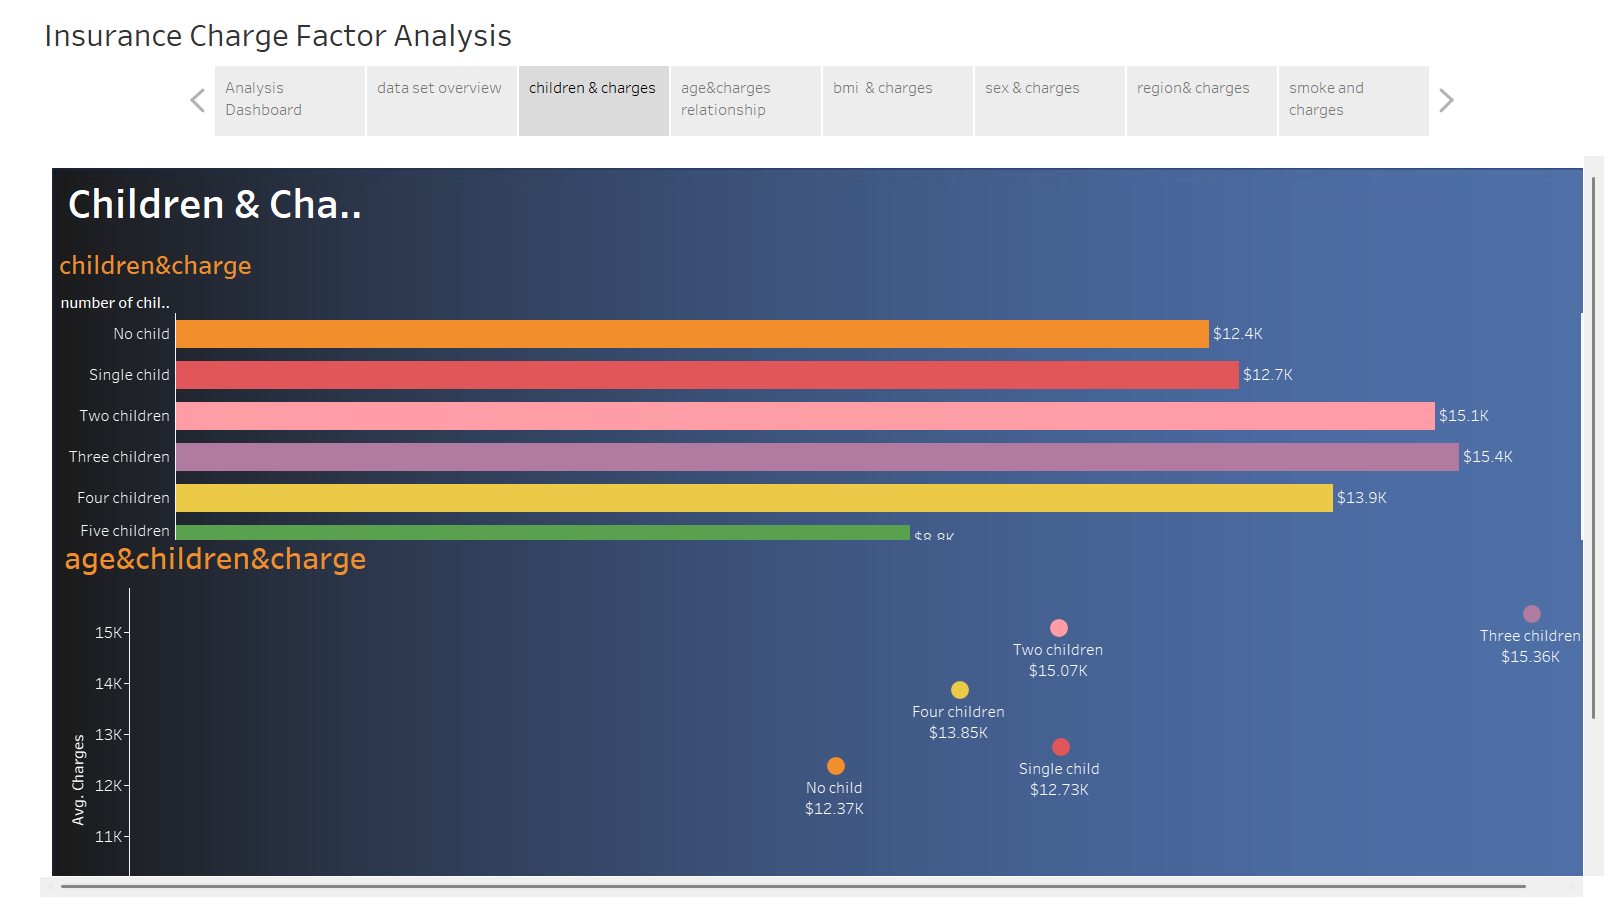 Insurance Charge Factor Analysis
Analysis
Dashboard
data set overview
children & charges
age&charges
relationship
bmi & charges
sex & charges
region& charges
smoke and
charges
Children & Cha..
children&charge
number of chil..
No child
$12.4K
Single child
$12.7K
Two children
$15.1K
Three children
$15.4K
Four children
$13.9K
Five children
$8.8K
age&children&charge
Avg. Charges
15K
14K
13K
12K
11K
Three children
$15.36K
Two children
$15.07K
Four children
$13.85K
Single child
$12.73K
No child
$12.37K